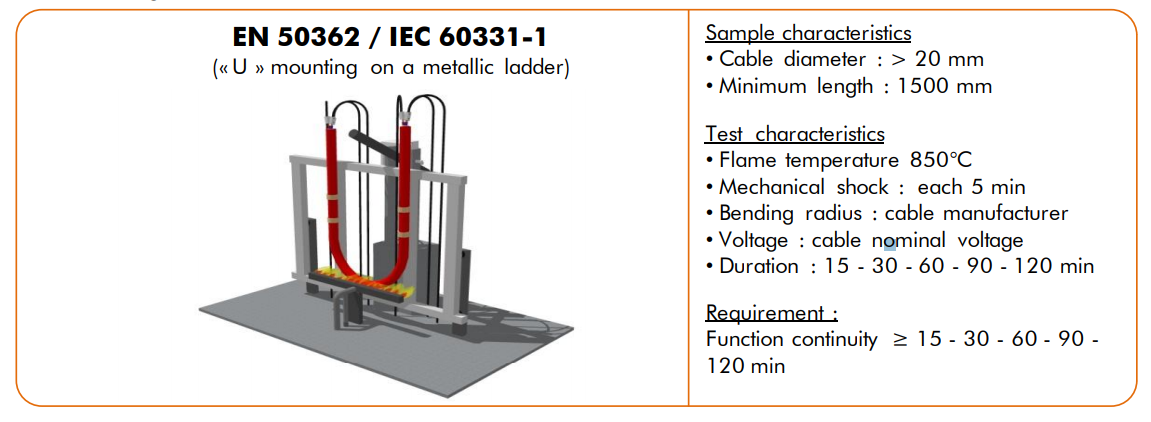 EN 50362 / IEC 60331-1
(« U » mounting on a metallic ladder)
Sample characteristics
• Cable diameter : > 20 mm
• Minimum length : 1500 mm
Test characteristics
• Flame temperature 850°C
• Mechanical shock : each 5 min
• Bending radius : cable manufacturer
• Voltage : cable nominal voltage
• Duration : 15 - 30 - 60 - 90 - 120 min
Requirement :
Function continuity ≥ 15 - 30 - 60 - 90 -
120 min